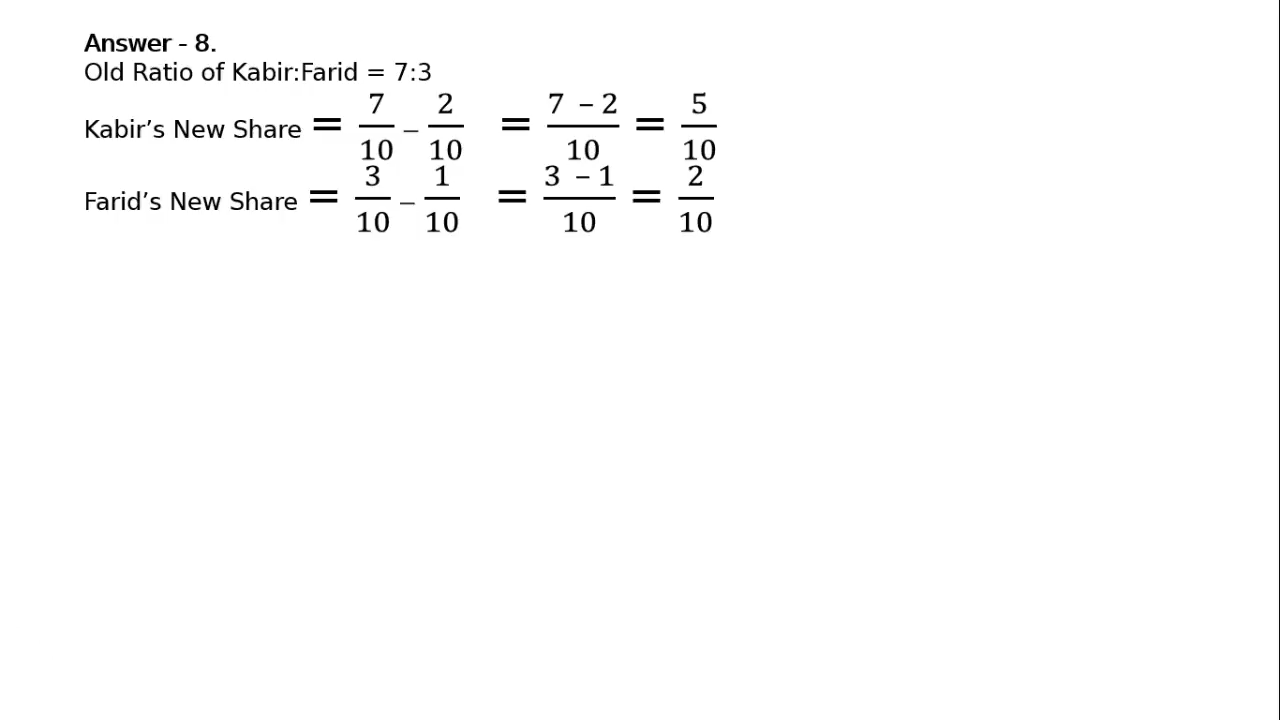 Answer - 8.
Old Ratio of Kabir:Farid = 7:3
Kabir’s New Share = 7/10 – 2/10 = 7 – 2/10 = 5/10
Farid’s New Share = 3/10 – 1/10 = 3 – 1/10 = 2/10